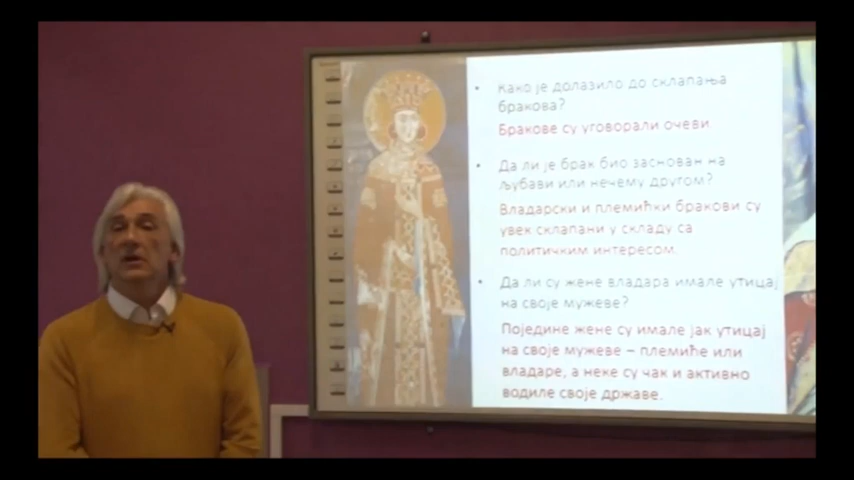 • Како је долазило до склапања
бракова?
Бракове су уговорали очеви.
• Да ли је брак био заснован на
љубави или нечему другом?
Владарски и племићки бракови су
увек склапани у складу са
политичким интересом.
• Да ли су жене владара имале утицај
на своје мужеве?
Поједине жене су имале јак утицај
на своје мужеве – племиће или
владаре, а неке су чак и активно
водиле своје државе.